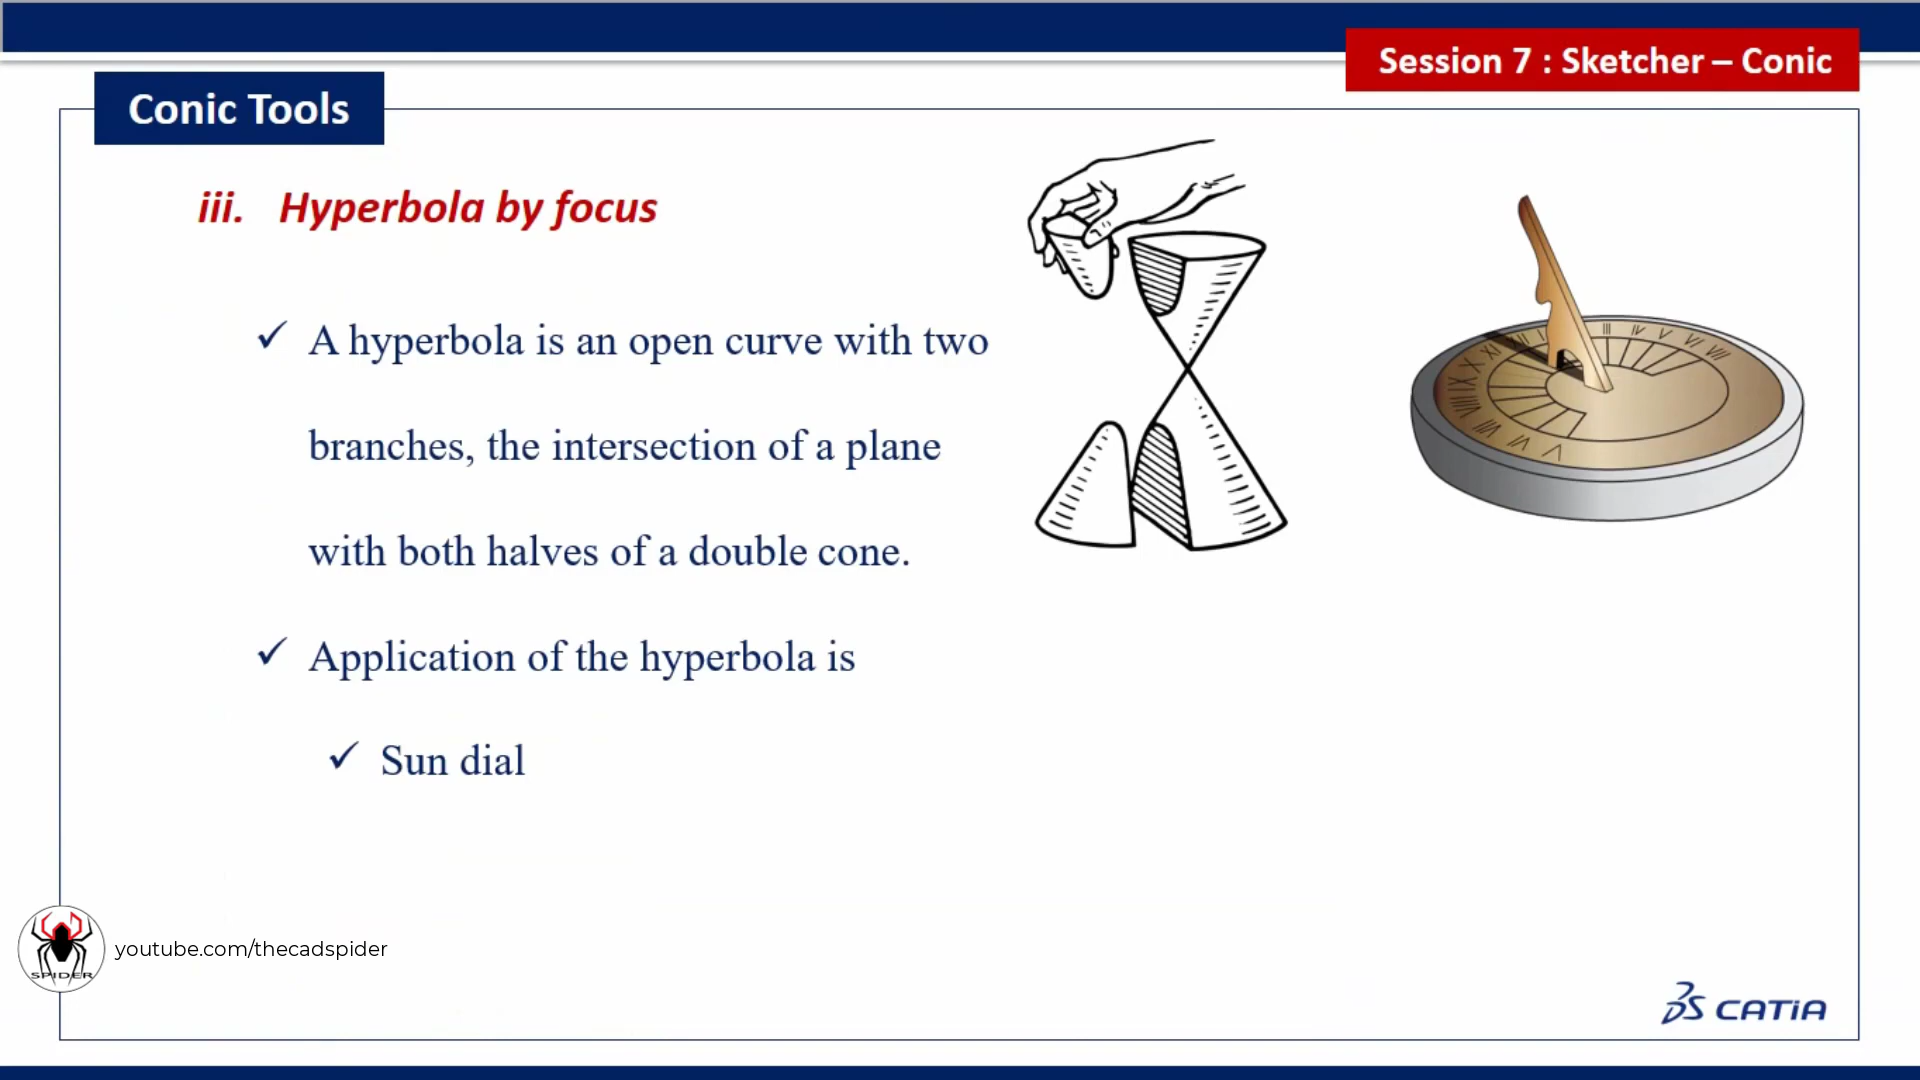 Session 7 : Sketcher – Conic
Conic Tools
iii. Hyperbola by focus
✓ A hyperbola is an open curve with two
branches, the intersection of a plane
with both halves of a double cone.
✓ Application of the hyperbola is
✓ Sun dial
SPIDER
youtube.com/thecadspider
CATIA